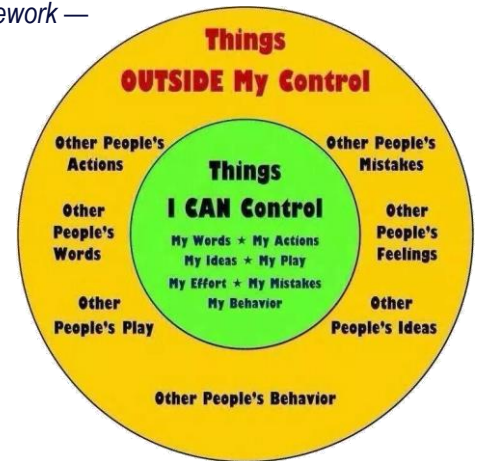 ework —
Things
OUTSIDE My Control
Other People's
Actions
Other People's
Mistakes
Other
People's
Words
Other
People's
Feelings
Other
People's Play
Other
People's Ideas
Other People's Behavior
Things
I CAN Control
My Words ★ My Actions
My Ideas ★ My Play
My Effort ★ My Mistakes
My Behavior